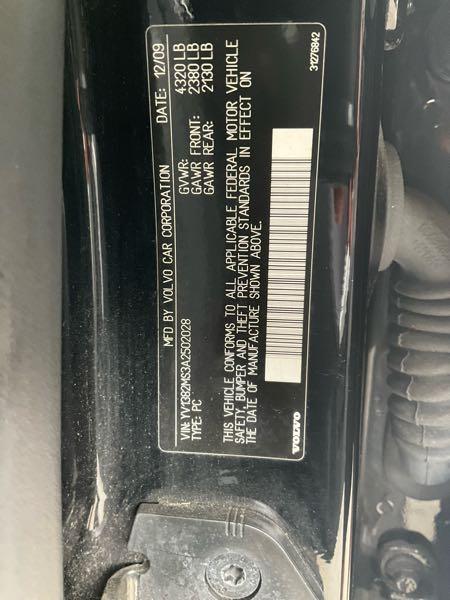 MFD BY VOLVO CAR CORPORATION DATE: 12/09
GVWR: 4320 LB
GAWR FRONT: 2380 LB
GAWR REAR: 2130 LB
VIN: YV1382MS3A2502028
TYPE: PC
THIS VEHICLE CONFORMS TO ALL APPLICABLE FEDERAL MOTOR VEHICLE
SAFETY, BUMPER AND THEFT PREVENTION STANDARDS IN EFFECT ON
THE DATE OF MANUFACTURE SHOWN ABOVE.
VOLVO
31276842